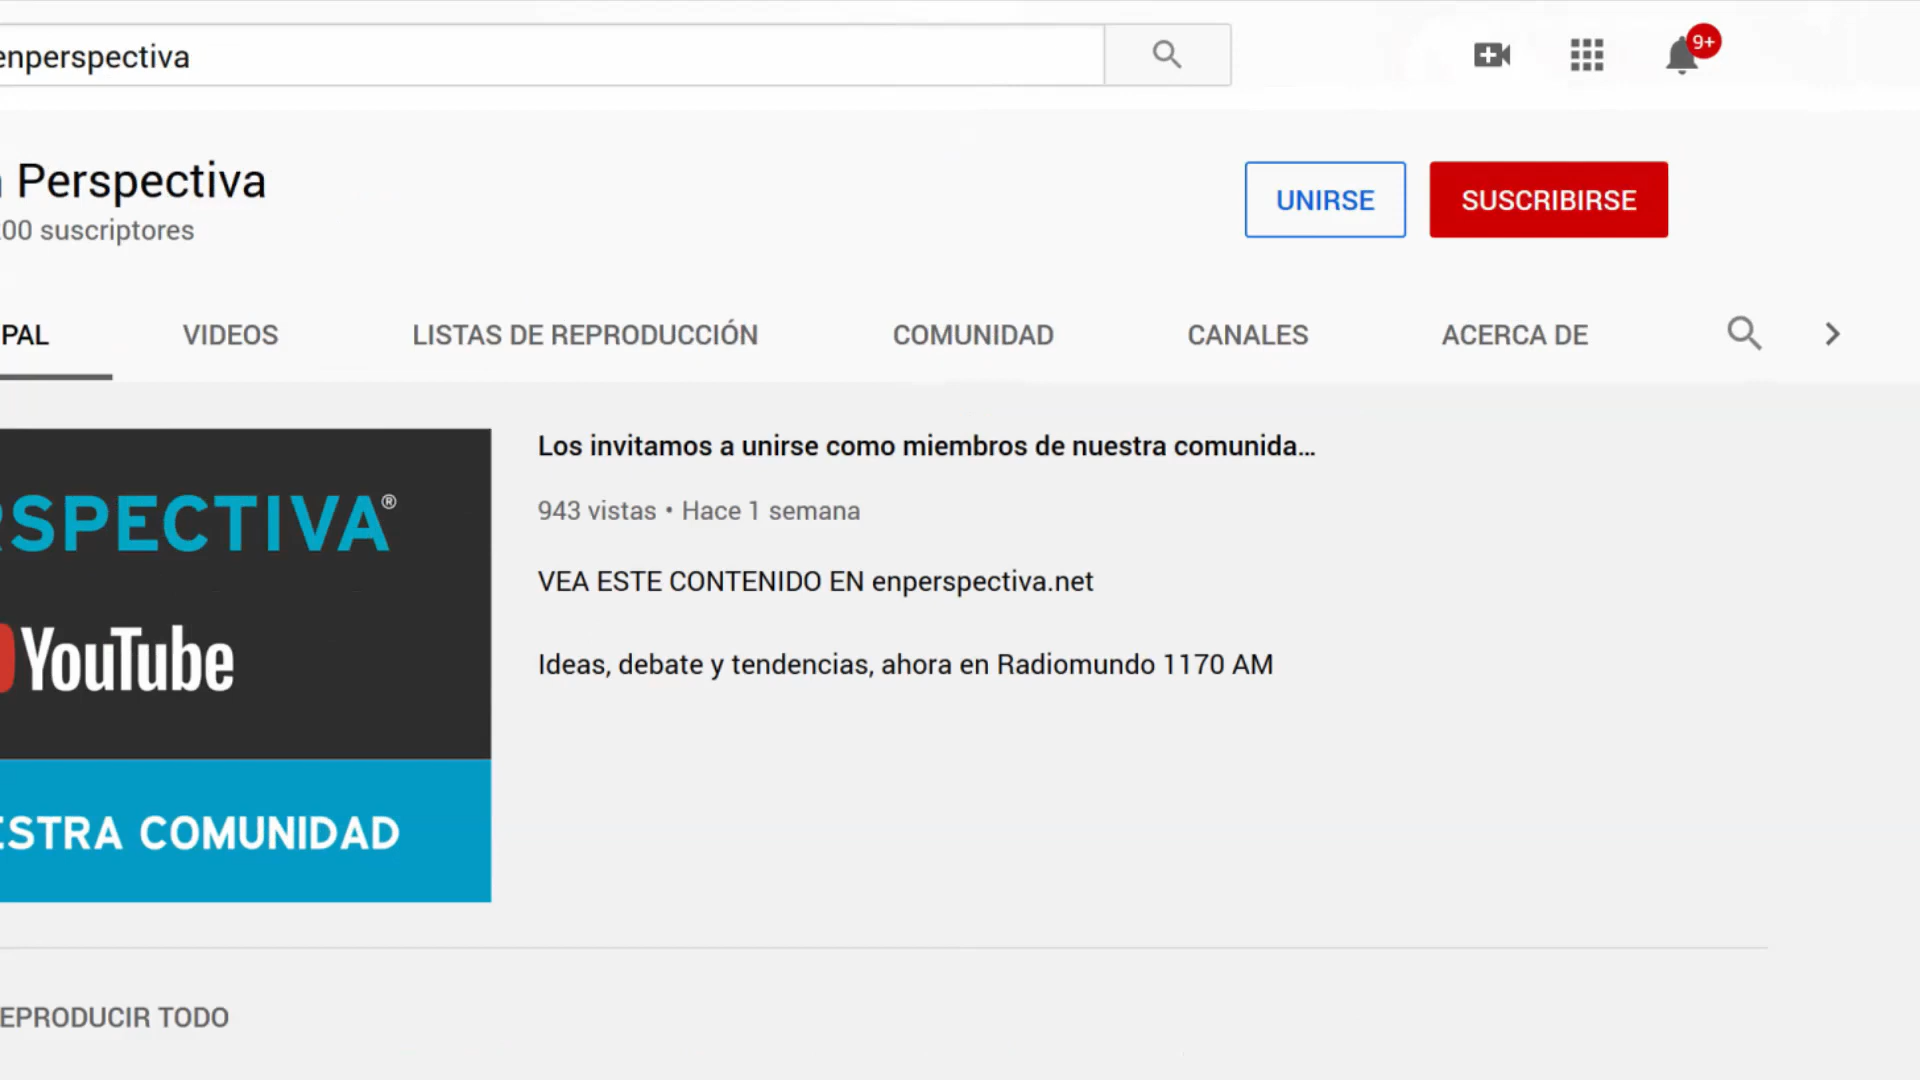 enperspectiva
9+
Perspectiva
00 suscriptores
UNIRSE
SUSCRIBIRSE
PAL
VIDEOS
LISTAS DE REPRODUCCIÓN
COMUNIDAD
CANALES
ACERCA DE
RSPECTIVA®
YouTube
ESTRA COMUNIDAD
Los invitamos a unirse como miembros de nuestra comunida...
943 vistas • Hace 1 semana
VEA ESTE CONTENIDO EN enperspectiva.net
Ideas, debate y tendencias, ahora en Radiomundo 1170 AM
EPRODUCIR TODO